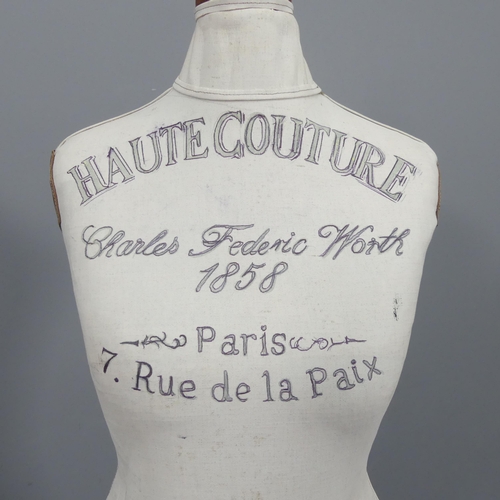 HAUTE COUTURE
Charles Federic Worth
1858
Paris
7. Rue de la Paix